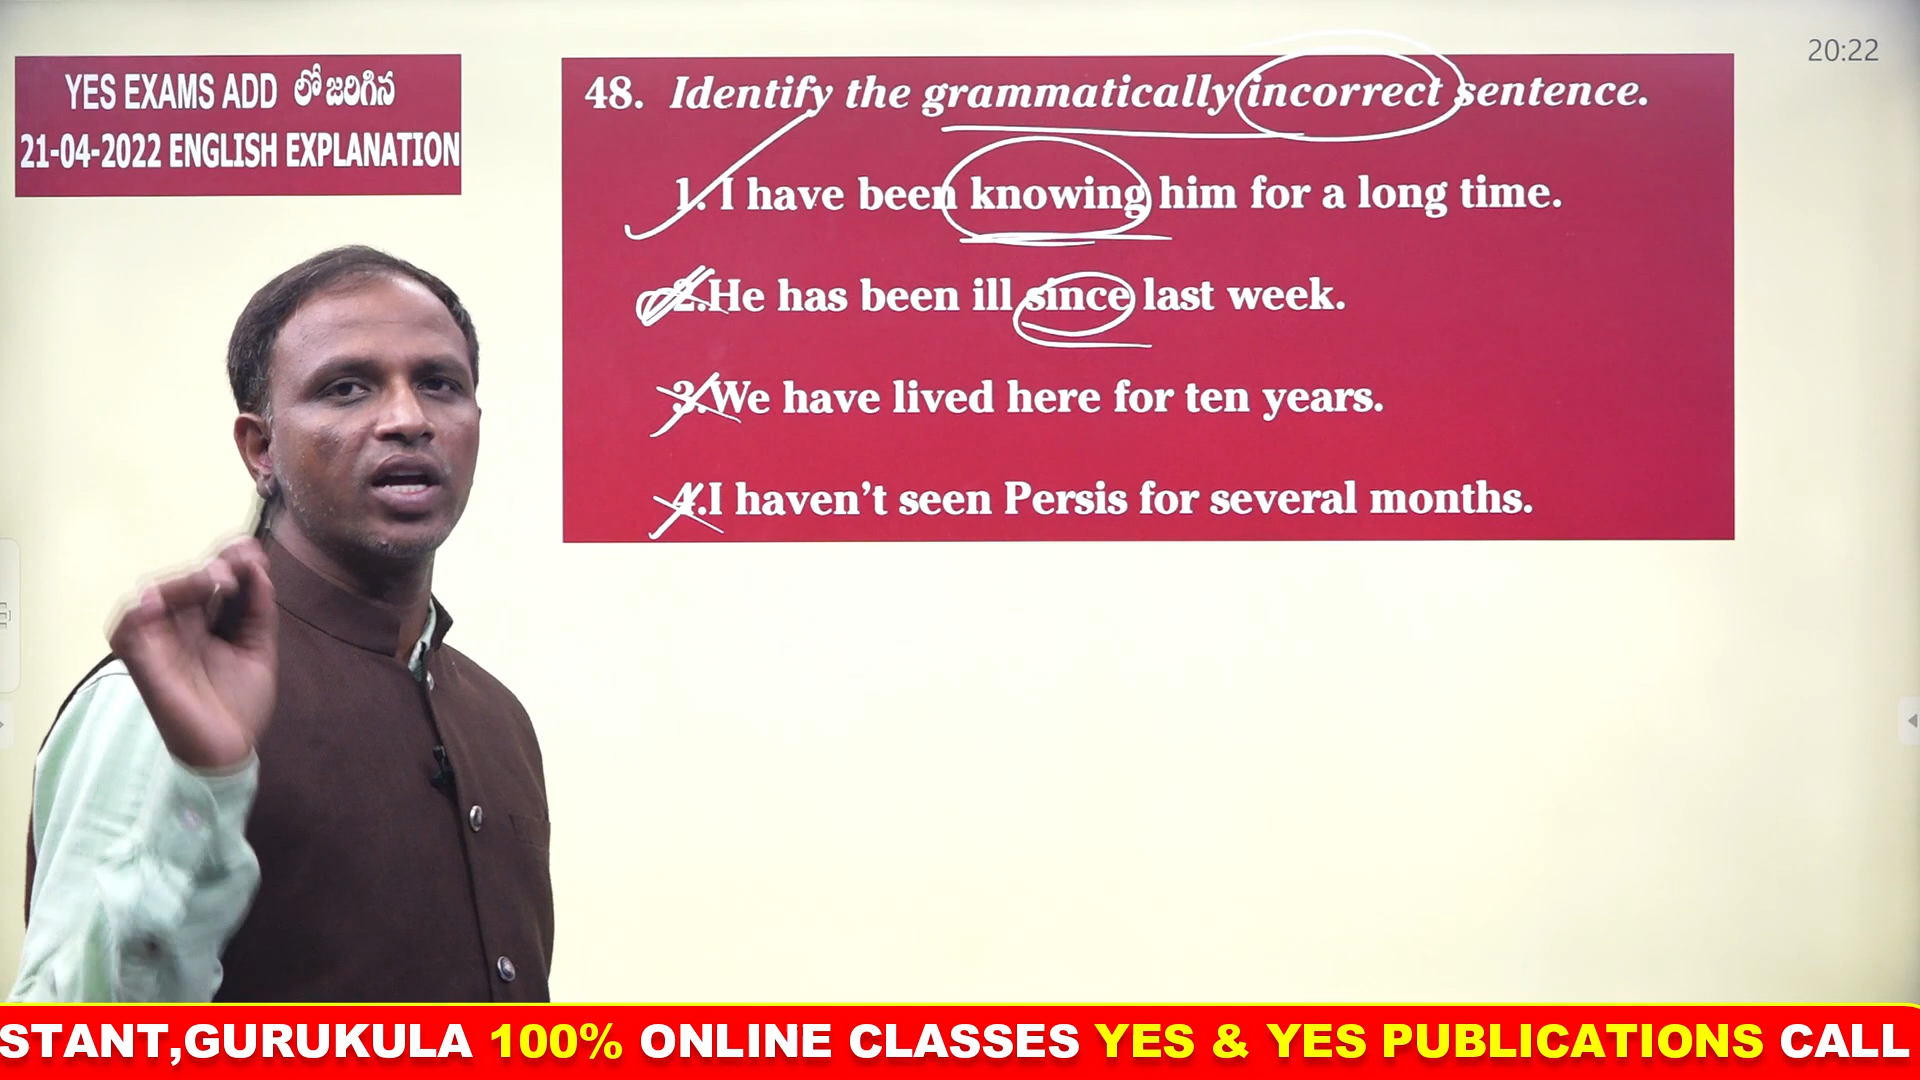 YES EXAMS ADD లో జరిగిన
21-04-2022 ENGLISH EXPLANATION
20:22
48. Identify the grammatically incorrect sentence.
1. I have been knowing him for a long time.
2.He has been ill since last week.
3.We have lived here for ten years.
4.I haven't seen Persis for several months.
STANT,GURUKULA 100% ONLINE CLASSES YES & YES PUBLICATIONS CALL